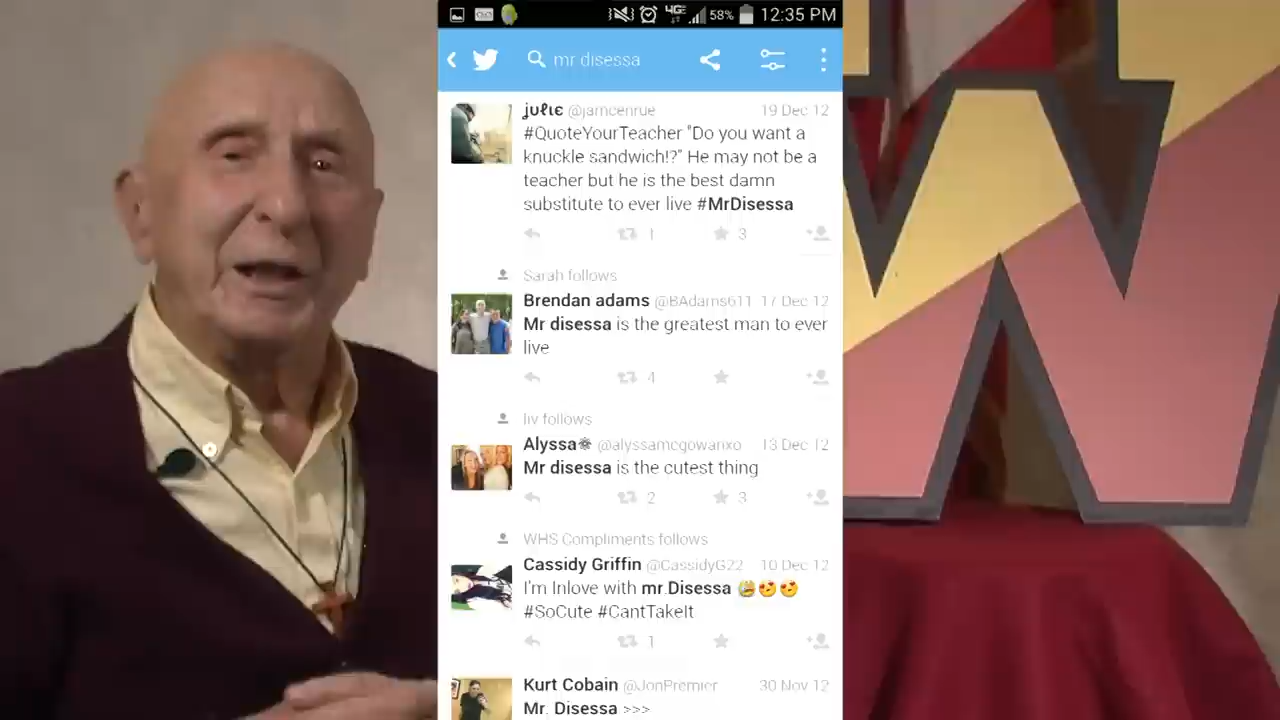 4GE 58% 12:35 PM
mr disessa
jυℓιє @jamcenrue 19 Dec 12
#QuoteYourTeacher "Do you want a
knuckle sandwich!?" He may not be a
teacher but he is the best damn
substitute to ever live #MrDisessa
1 3
Sarah follows
Brendan adams @BAdams611 17 Dec 12
Mr disessa is the greatest man to ever
live
4
liv follows
Alyssa❋ @alyssamcgowanxo 13 Dec 12
Mr disessa is the cutest thing
2 3
WHS Compliments follows
Cassidy Griffin @CassidyG22 10 Dec 12
I'm Inlove with mr.Disessa 😭😍😍
#SoCute #CantTakeIt
1
Kurt Cobain @JonPremier 30 Nov 12
Mr. Disessa >>>
W